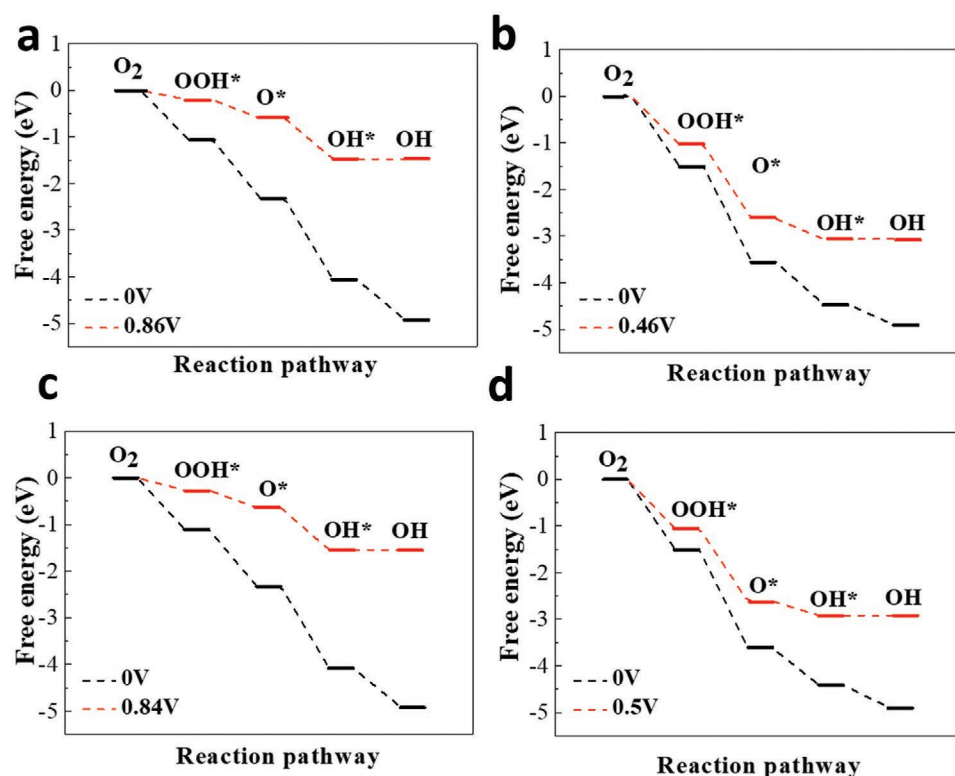 a
1
0
-1
-2
-3
-4
-5
Free energy (eV)
O2
OOH*
O*
OH*
OH
0V
0.86V
Reaction pathway
b
1
0
-1
-2
-3
-4
-5
Free energy (eV)
O2
OOH*
O*
OH*
OH
0V
0.46V
Reaction pathway
c
1
0
-1
-2
-3
-4
-5
Free energy (eV)
O2
OOH*
O*
OH*
OH
0V
0.84V
Reaction pathway
d
1
0
-1
-2
-3
-4
-5
Free energy (eV)
O2
OOH*
O*
OH*
OH
0V
0.5V
Reaction pathway